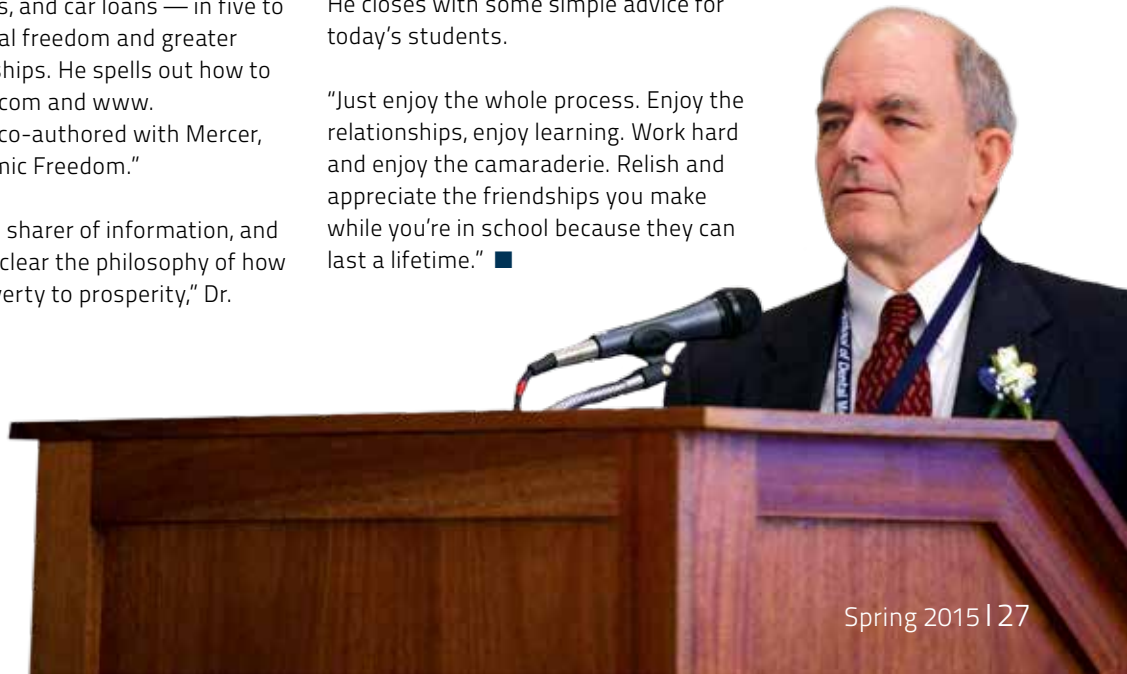 s, and car loans — in five to
al freedom and greater
ships. He spells out how to
.com and www.
co-authored with Mercer,
mic Freedom.”
sharer of information, and
clear the philosophy of how
verty to prosperity,” Dr.
He closes with some simple advice for
today’s students.
“Just enjoy the whole process. Enjoy the
relationships, enjoy learning. Work hard
and enjoy the camaraderie. Relish and
appreciate the friendships you make
while you’re in school because they can
last a lifetime.” ■
School of Dental M
Spring 2015 | 27